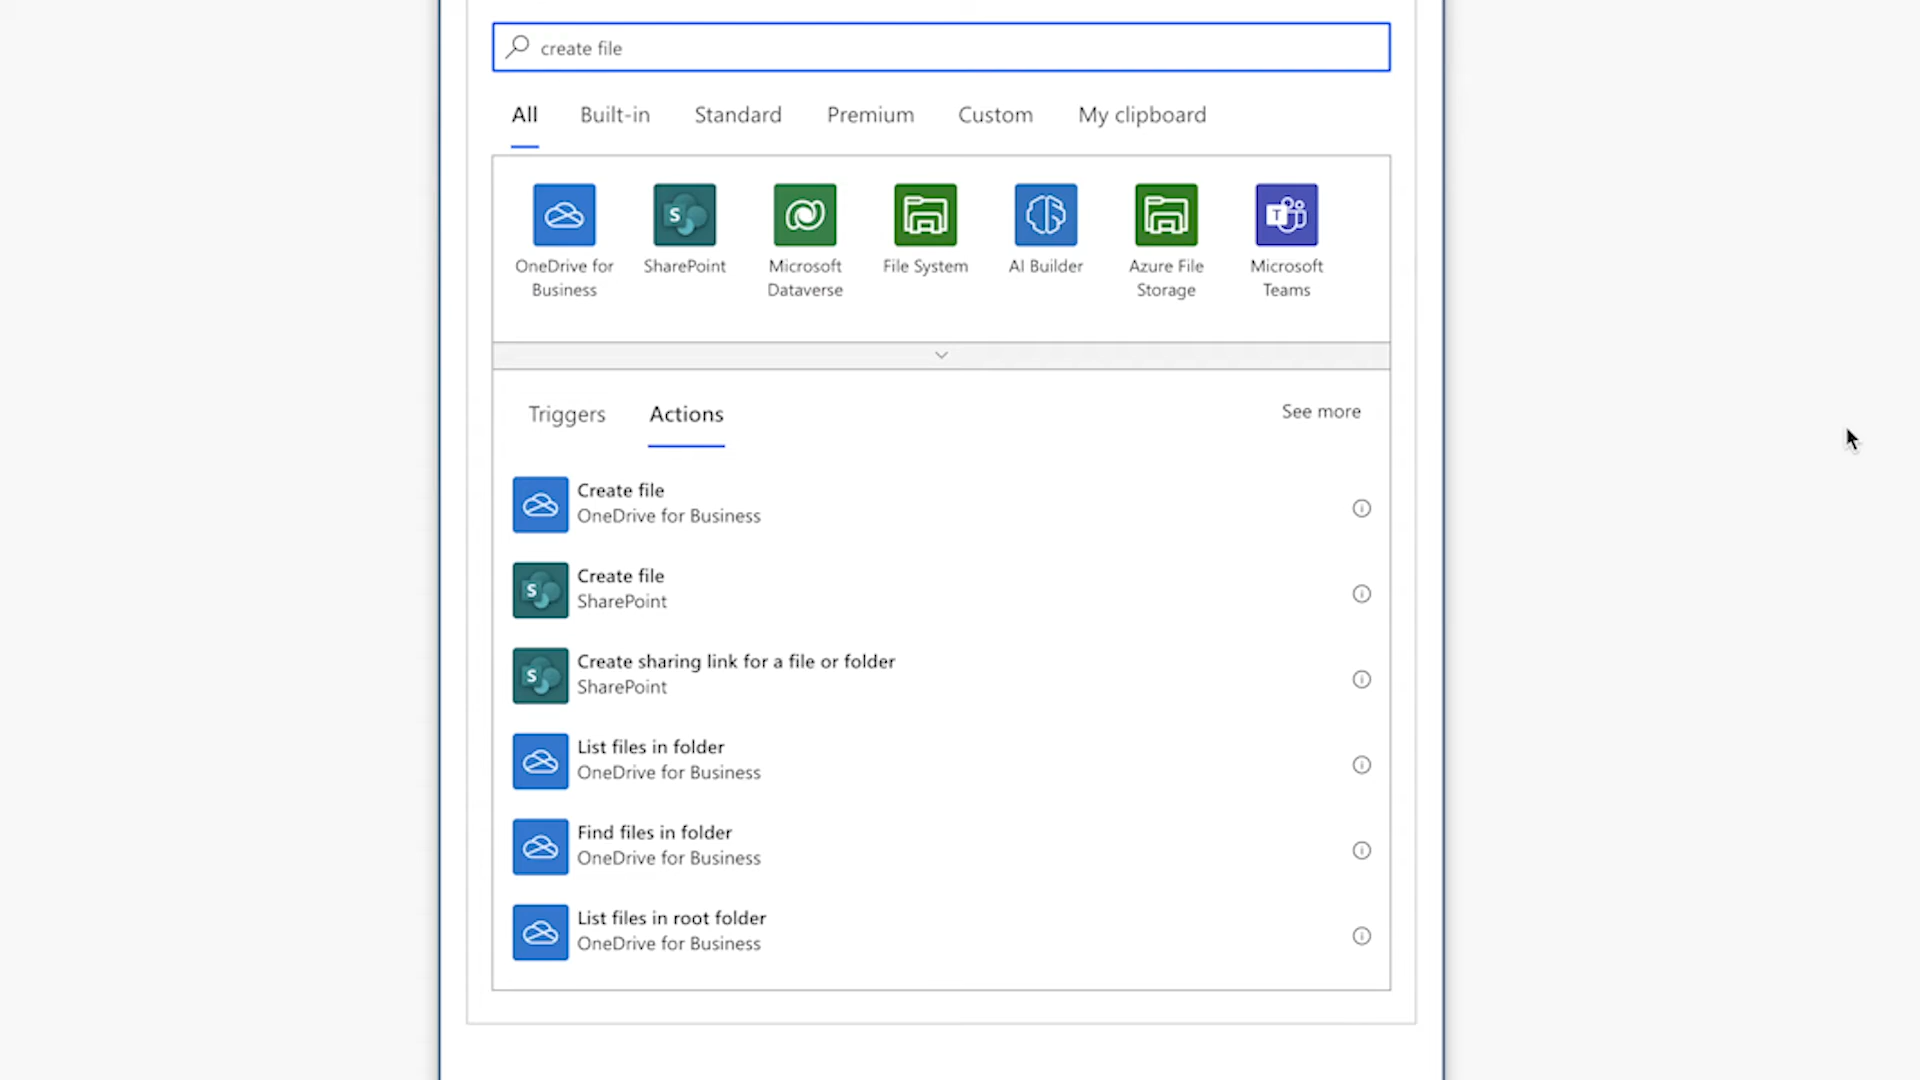 create file
All Built-in Standard Premium Custom My clipboard
OneDrive for Business
SharePoint
Microsoft Dataverse
File System
AI Builder
Azure File Storage
Microsoft Teams
Triggers Actions See more
Create file
OneDrive for Business
Create file
SharePoint
Create sharing link for a file or folder
SharePoint
List files in folder
OneDrive for Business
Find files in folder
OneDrive for Business
List files in root folder
OneDrive for Business